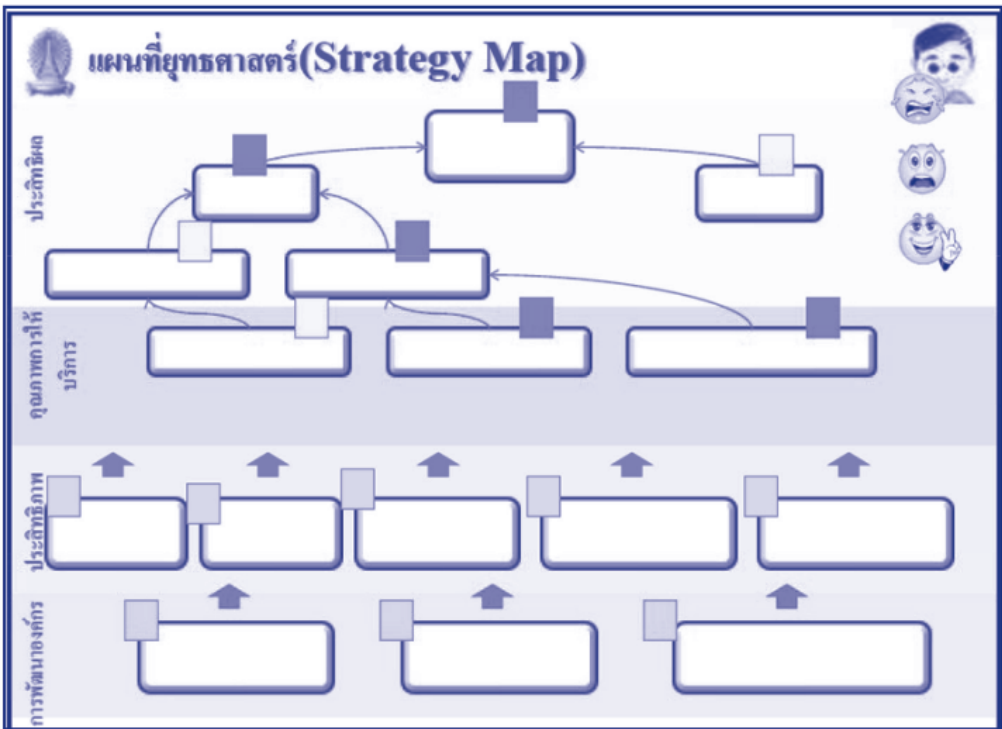 แผนที่ยุทธศาสตร์(Strategy Map)
ประสิทธิผล
คุณภาพการให้
บริการ
ประสิทธิภาพ
การพัฒนาองค์กร